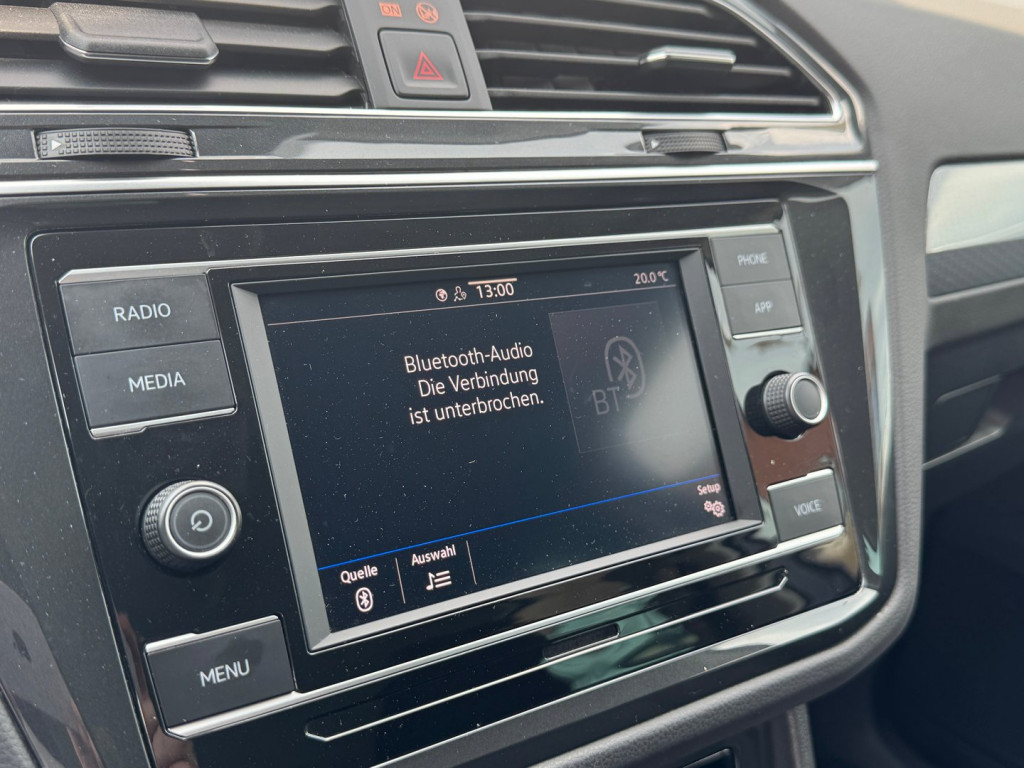 ON
RADIO
MEDIA
MENU
13:00
20.0 °C
Bluetooth-Audio
Die Verbindung
ist unterbrochen.
BT
Setup
Quelle
Auswahl
PHONE
APP
VOICE